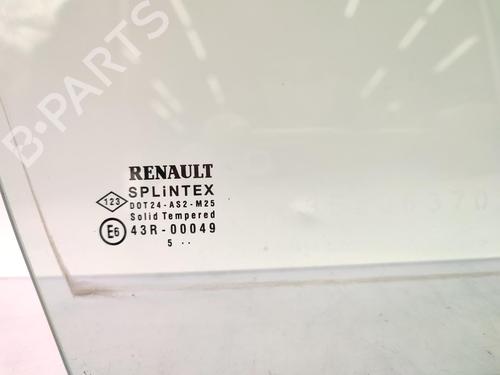 B-PARTS
RENAULT
SPLiNTEX
123
DOT24-AS2-M25
Solid Tempered
E6 43R-00049
5 ..